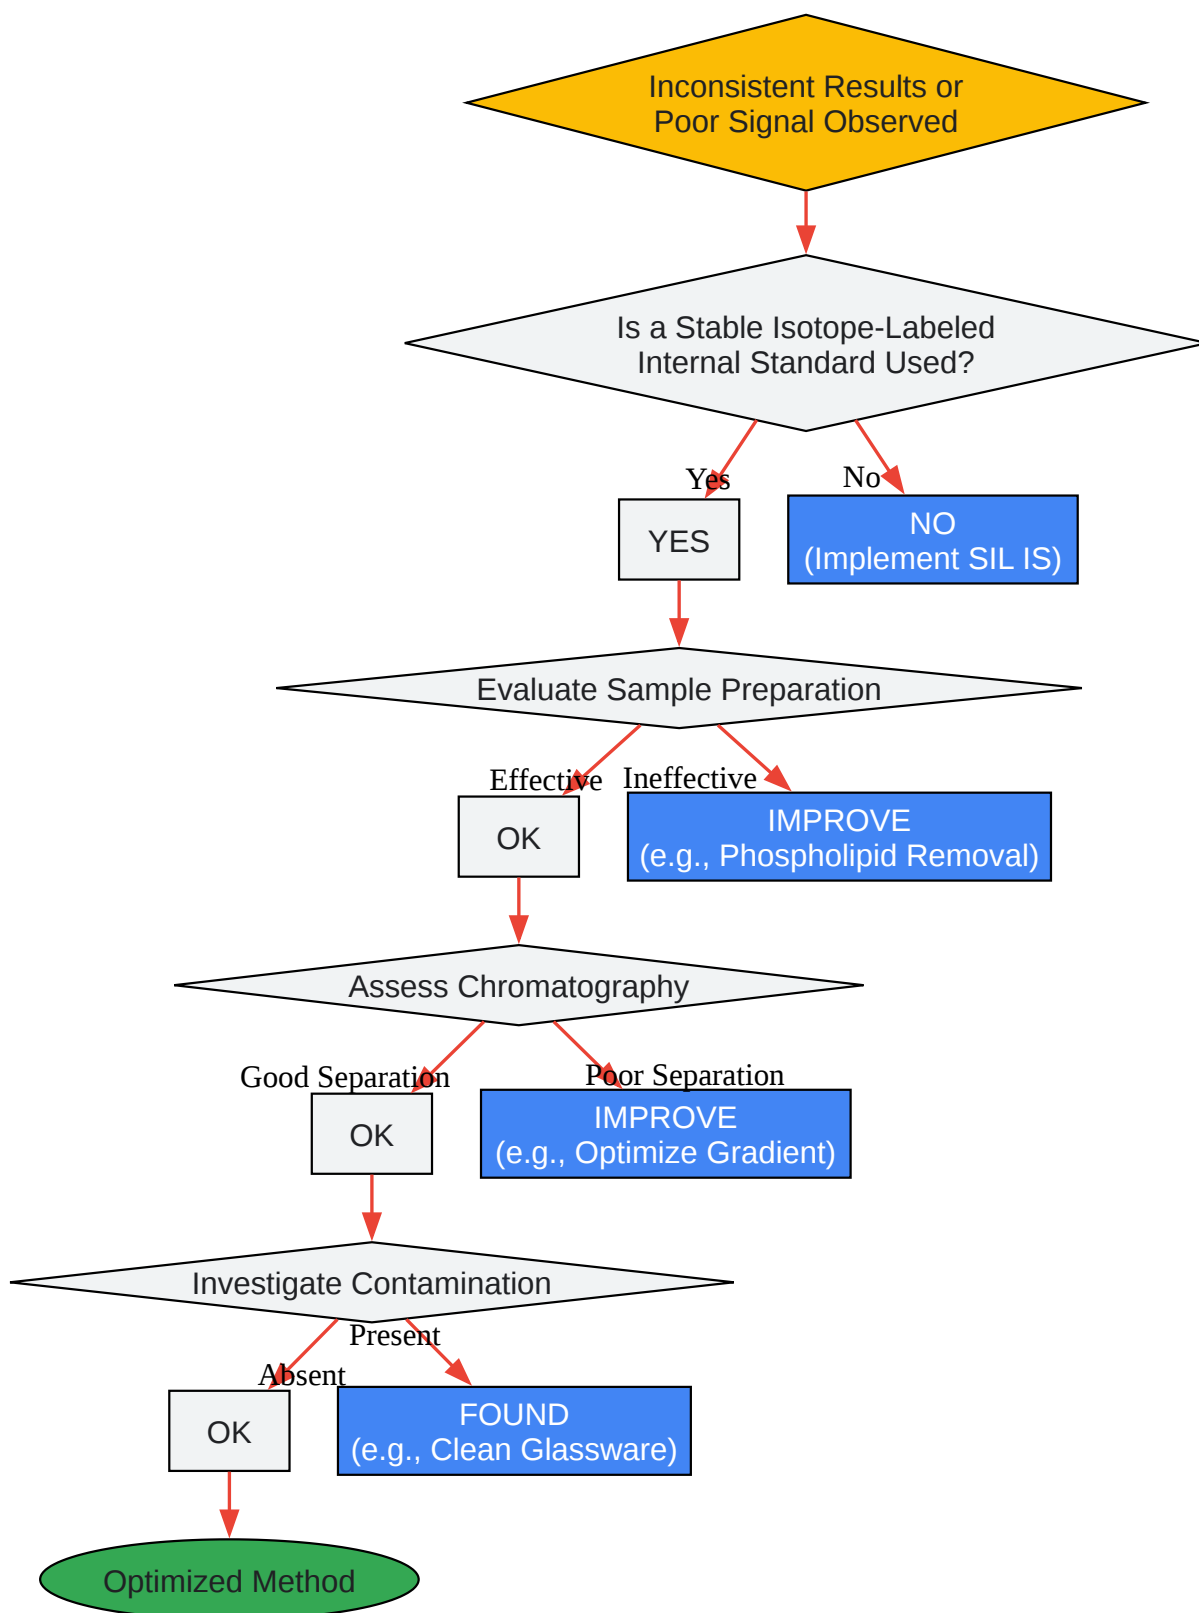 Inconsistent Results or
Poor Signal Observed
Is a Stable Isotope-Labeled
Internal Standard Used?
Yes
No
YES
NO
(Implement SIL IS)
Evaluate Sample Preparation
Effective
Ineffective
OK
IMPROVE
(e.g., Phospholipid Removal)
Assess Chromatography
Good Separation
Poor Separation
OK
IMPROVE
(e.g., Optimize Gradient)
Investigate Contamination
Present
Absent
OK
FOUND
(e.g., Clean Glassware)
Optimized Method